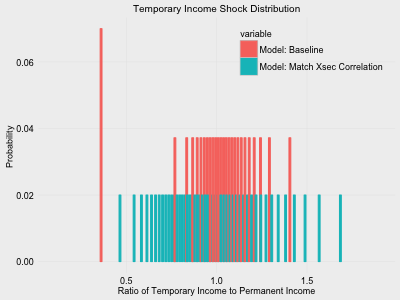 Temporary Income Shock Distribution
variable
Model: Baseline
Model: Match Xsec Correlation
Probability
0.06
0.04
0.02
0.00
0.5
1.0
1.5
Ratio of Temporary Income to Permanent Income